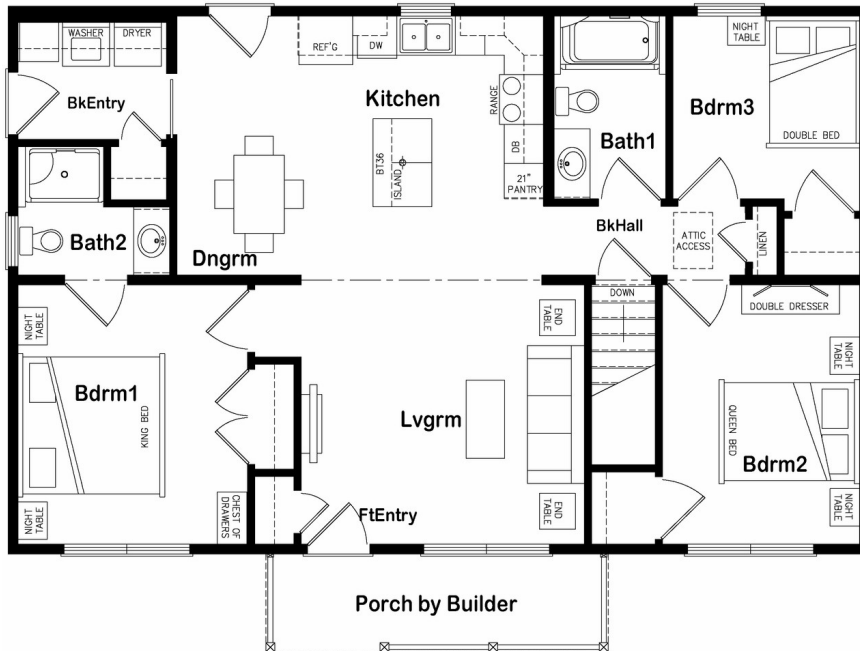 WASHER
DRYER
REF'G
DW
NIGHT
TABLE
BkEntry
Kitchen
RANGE
Bdrm3
DOUBLE BED
Bath1
DB
BT36
ISLAND
21"
PANTRY
Bath2
Dngrm
BkHall
ATTIC
ACCESS
LINEN
DOWN
DOUBLE DRESSER
NIGHT
TABLE
END
TABLE
NIGHT
TABLE
Bdrm1
KING BED
Lvgrm
QUEEN BED
Bdrm2
NIGHT
TABLE
CHEST OF
DRAWERS
FtEntry
END
TABLE
NIGHT
TABLE
Porch by Builder